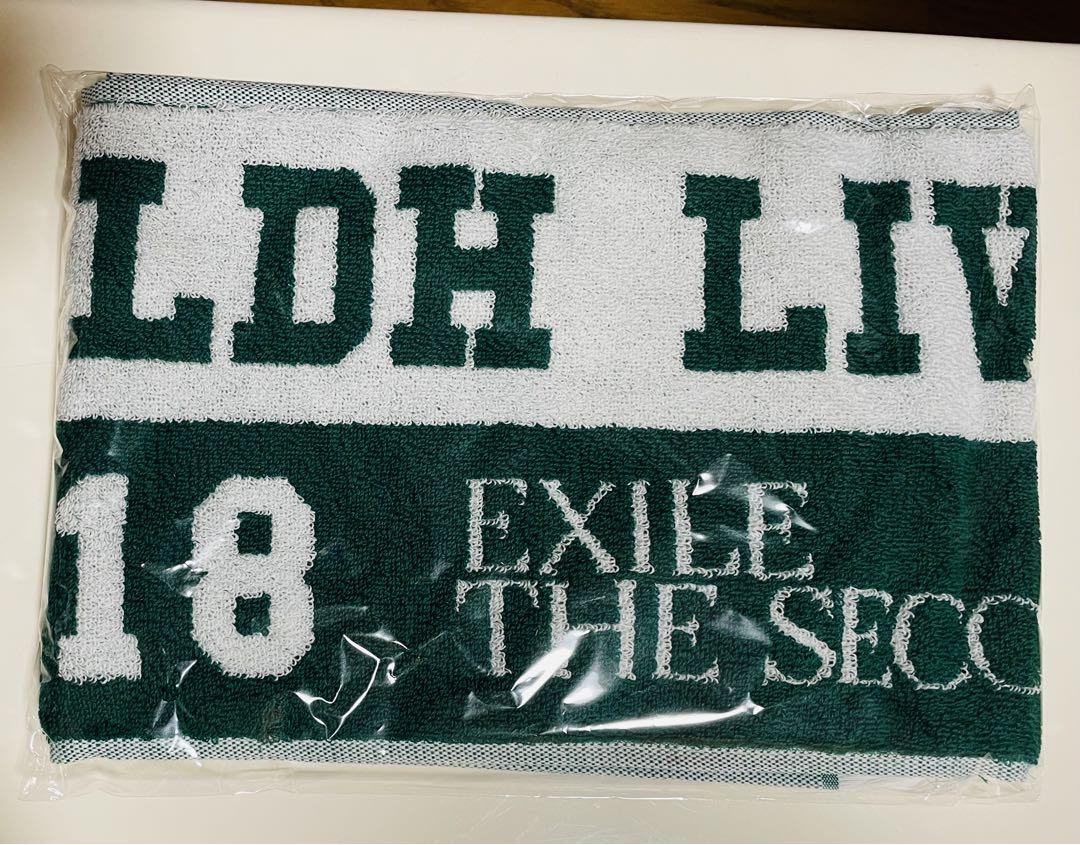 LDH LIV
18
EXILE
THE SECO